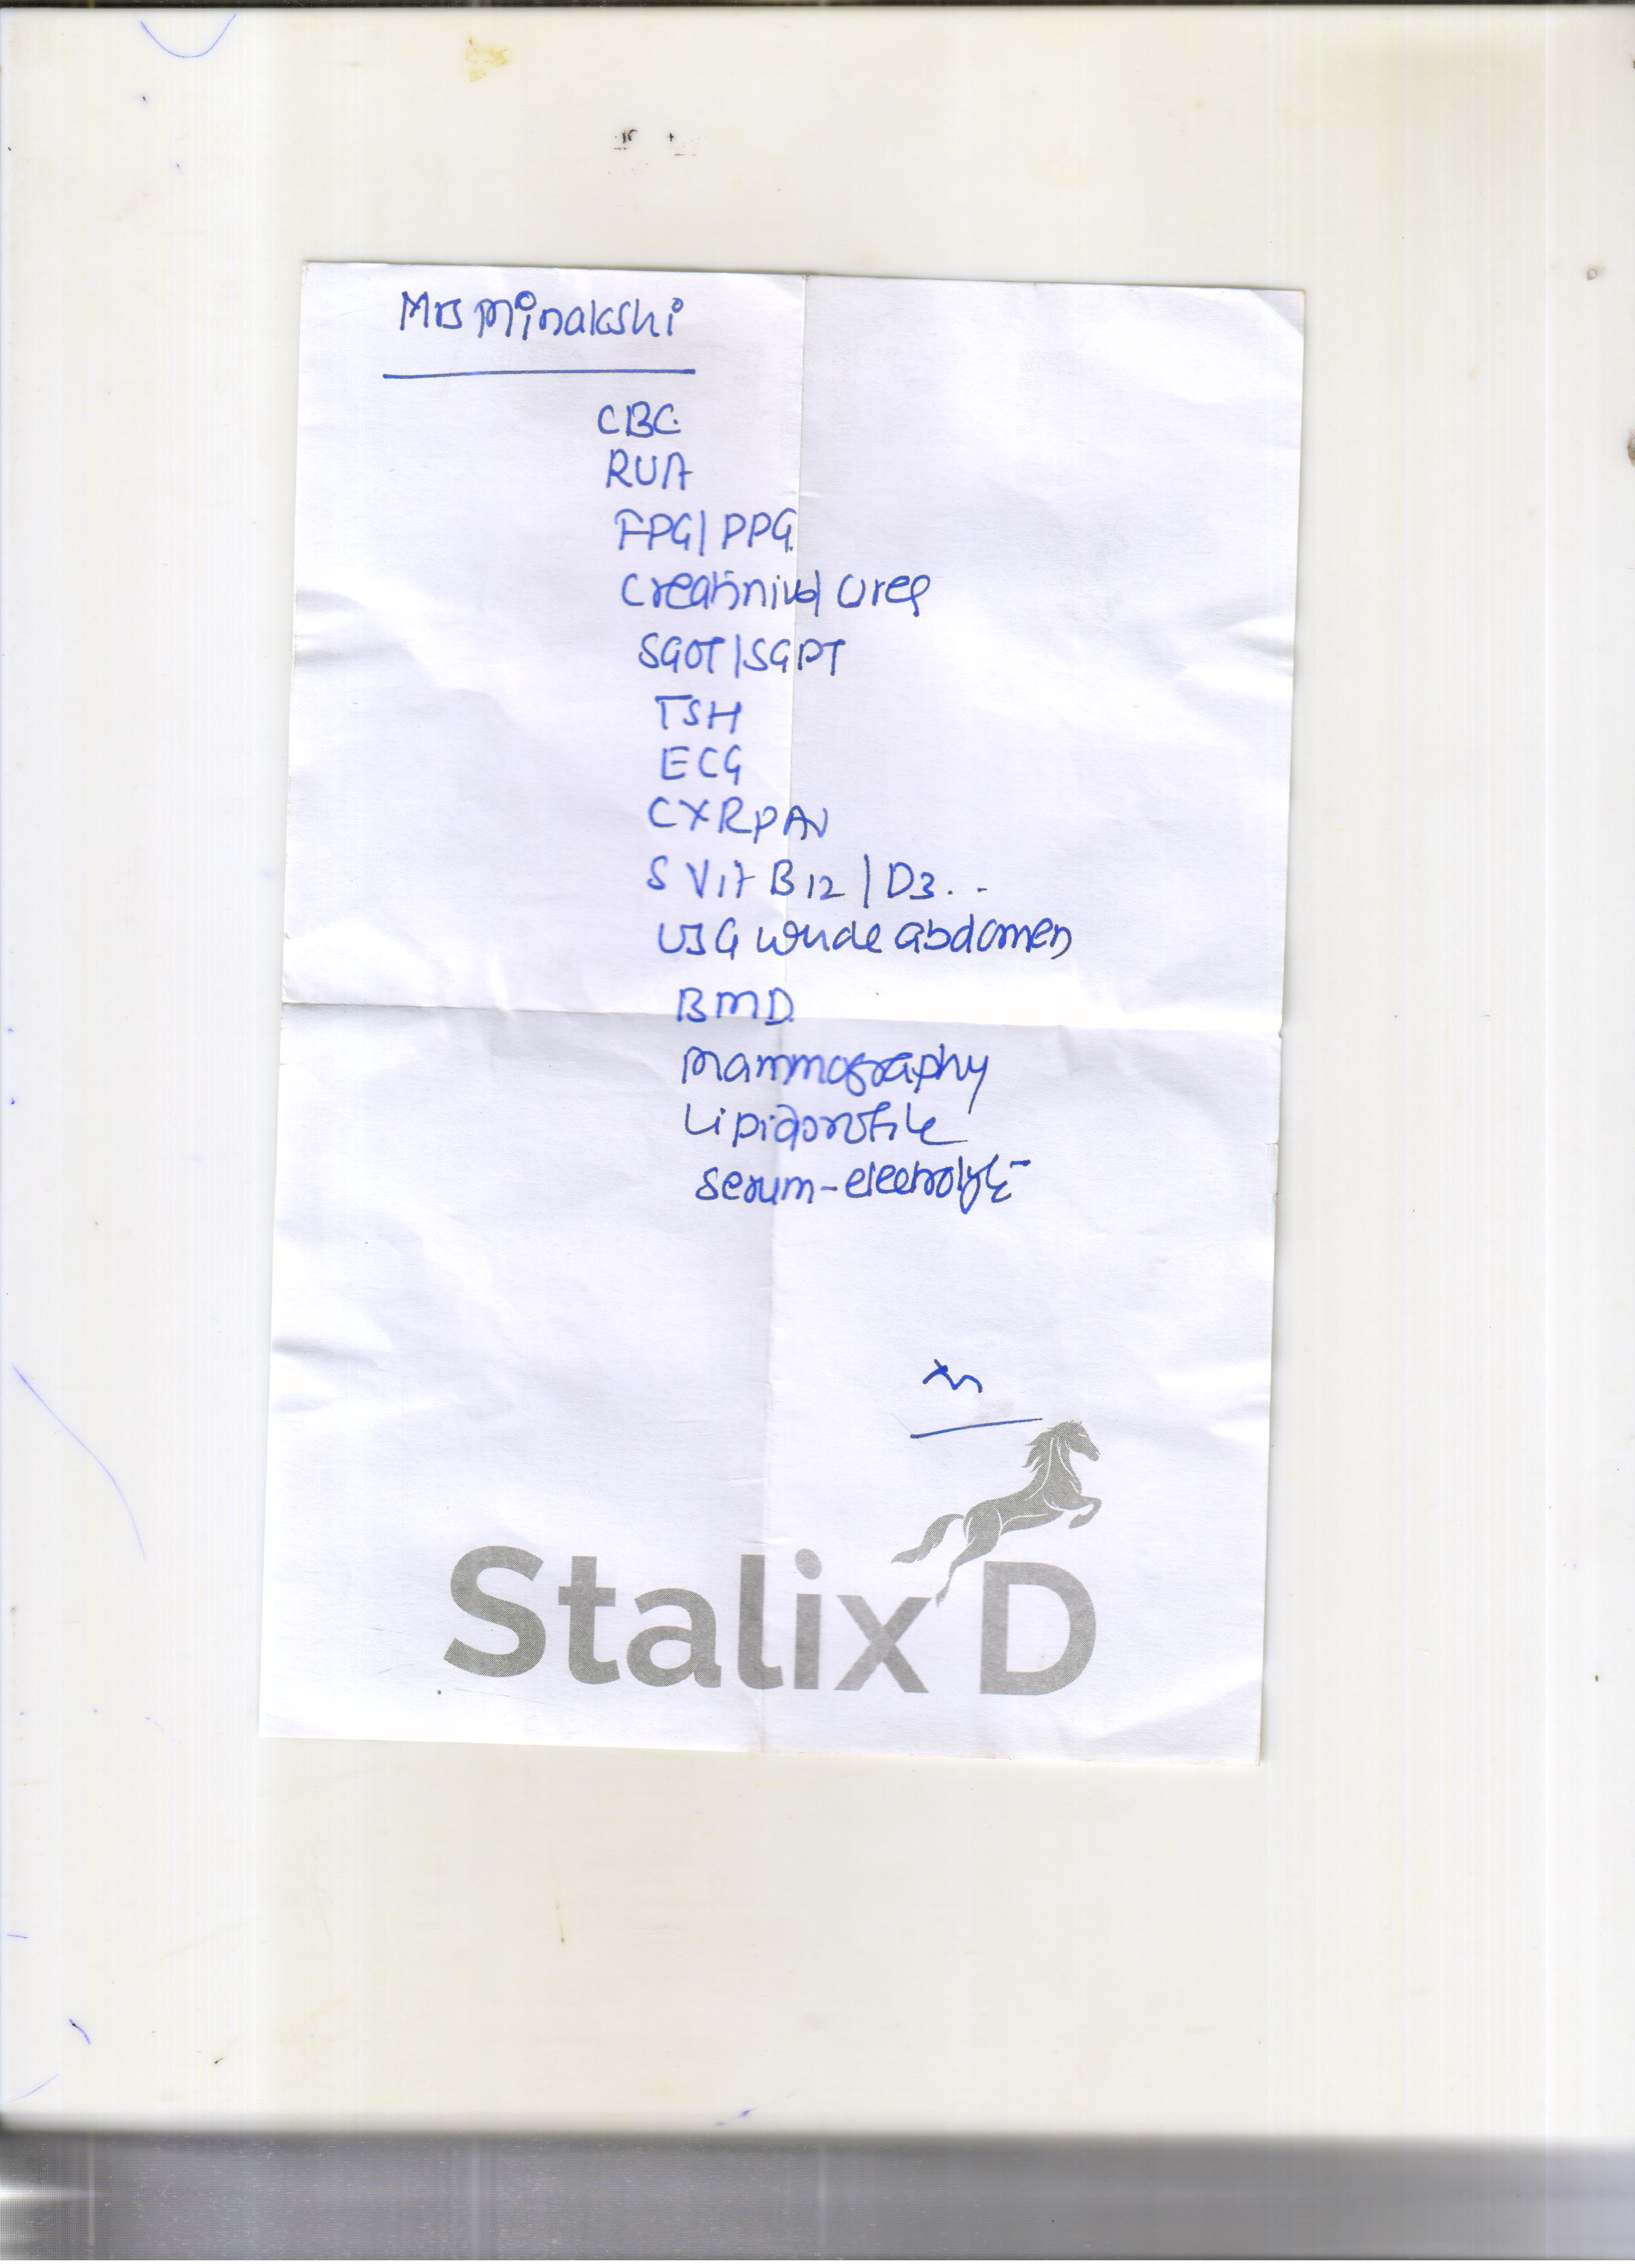 Mrs Minakshi
CBC
RUA
FPG/PPG
Creatinine/Urea
SGOT/SGPT
TSH
ECG
CXR PAV
S Vit B12/D3..
USG whole abdomen
BMD
Mammography
Lipid profile
Serum-electrolyte
Stalix D